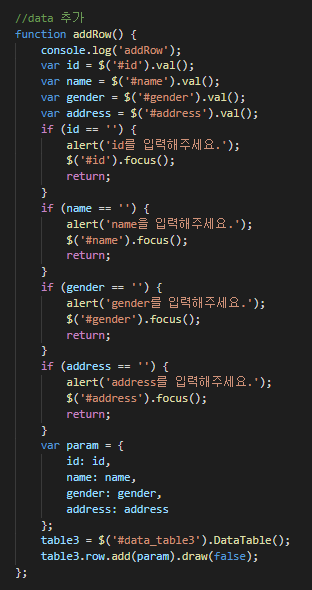 //data 추가
function addRow() {
    console.log('addRow');
    var id = $('#id').val();
    var name = $('#name').val();
    var gender = $('#gender').val();
    var address = $('#address').val();
    if (id == '') {
        alert('id를 입력해주세요.');
        $('#id').focus();
        return;
    }
    if (name == '') {
        alert('name을 입력해주세요.');
        $('#name').focus();
        return;
    }
    if (gender == '') {
        alert('gender를 입력해주세요.');
        $('#gender').focus();
        return;
    }
    if (address == '') {
        alert('address를 입력해주세요.');
        $('#address').focus();
        return;
    }
    var param = {
        id: id,
        name: name,
        gender: gender,
        address: address
    };
    table3 = $('#data_table3').DataTable();
    table3.row.add(param).draw(false);
};